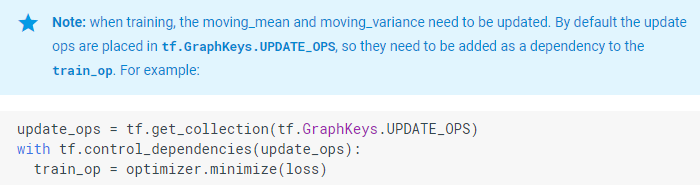 Note: when training, the moving_mean and moving_variance need to be updated. By default the update
ops are placed in tf.GraphKeys.UPDATE_OPS, so they need to be added as a dependency to the
train_op. For example:
update_ops = tf.get_collection(tf.GraphKeys.UPDATE_OPS)
with tf.control_dependencies(update_ops):
  train_op = optimizer.minimize(loss)